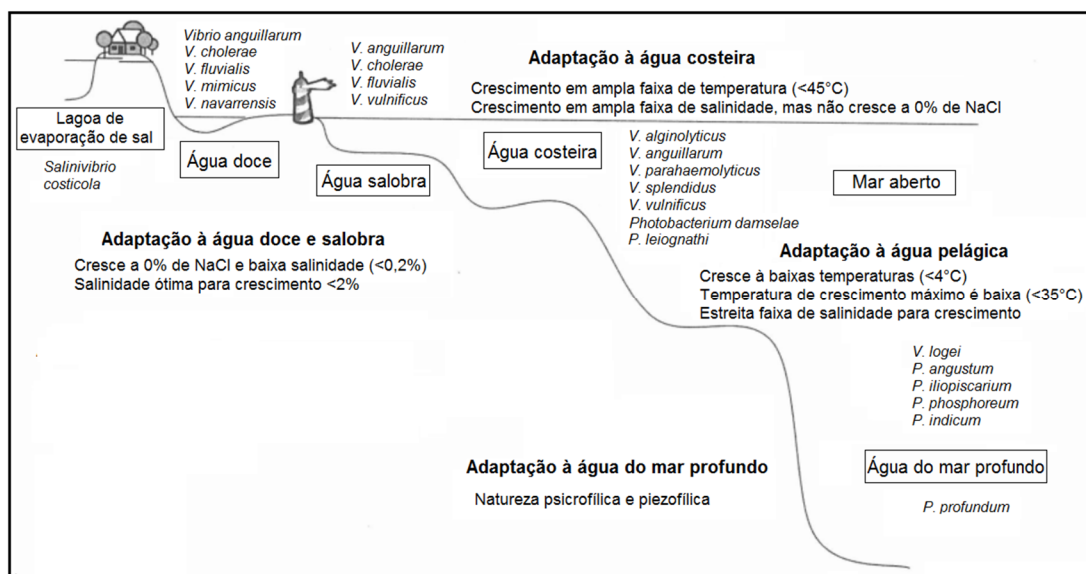 Vibrio anguillarum
V. cholerae
V. fluvialis
V. mimicus
V. navarrensis
V. anguillarum
V. cholerae
V. fluvialis
V. vulnificus
Adaptação à água costeira
Crescimento em ampla faixa de temperatura (<45°C)
Crescimento em ampla faixa de salinidade, mas não cresce a 0% de NaCl
Lagoa de
evaporação de sal
Salinivibrio
costicola
Água doce
Água salobra
Água costeira
V. alginolyticus
V. anguillarum
V. parahaemolyticus
V. splendidus
V. vulnificus
Photobacterium damselae
P. leiognathi
Mar aberto
Adaptação à água doce e salobra
Cresce a 0% de NaCl e baixa salinidade (<0,2%)
Salinidade ótima para crescimento <2%
Adaptação à água pelágica
Cresce à baixas temperaturas (<4°C)
Temperatura de crescimento máximo é baixa (<35°C)
Estreita faixa de salinidade para crescimento
V. logei
P. angustum
P. iliopiscarium
P. phosphoreum
P. indicum
Adaptação à água do mar profundo
Natureza psicrofílica e piezofílica
Água do mar profundo
P. profundum